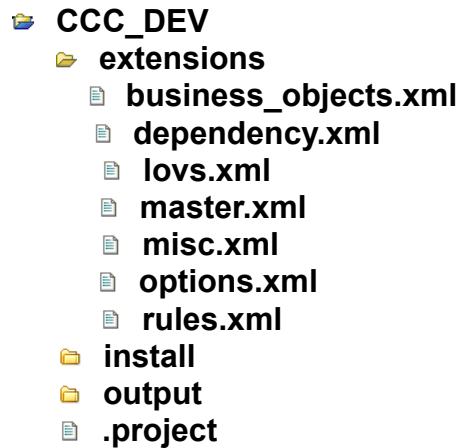 CCC_DEV
extensions
business_objects.xml
dependency.xml
lovs.xml
master.xml
misc.xml
options.xml
rules.xml
install
output
.project